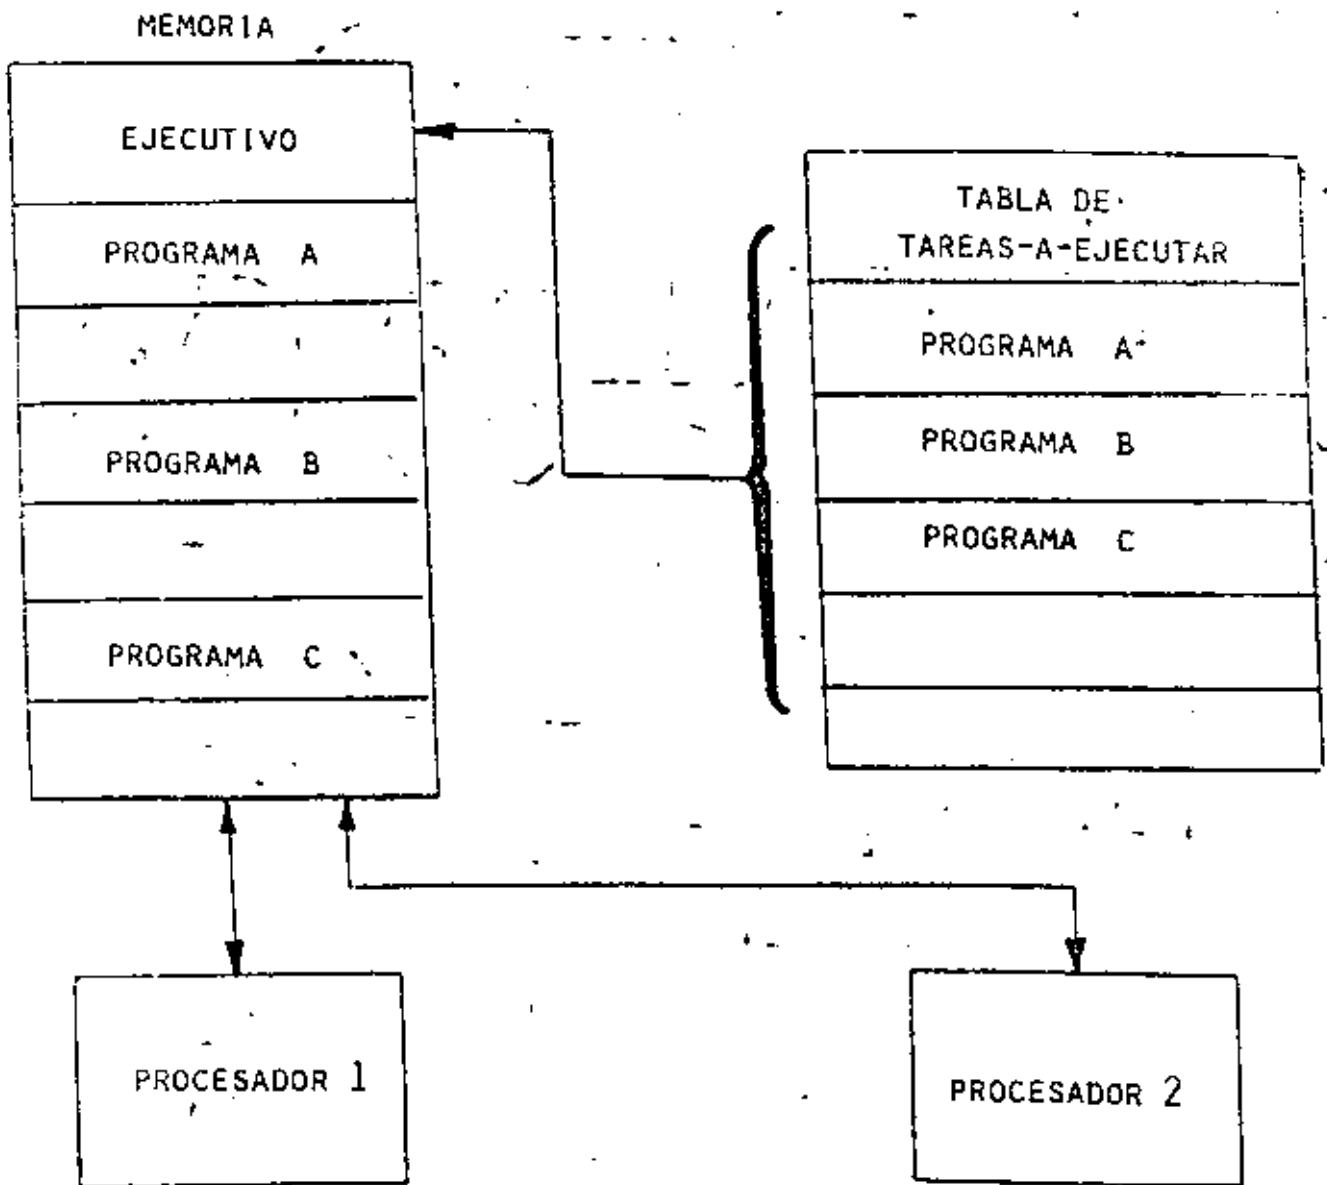 MEMORIA
EJECUTIVO
PROGRAMA A
PROGRAMA B
PROGRAMA C
TABLA DE
TAREAS-A-EJECUTAR
PROGRAMA A
PROGRAMA B
PROGRAMA C
PROCESADOR 1
PROCESADOR 2